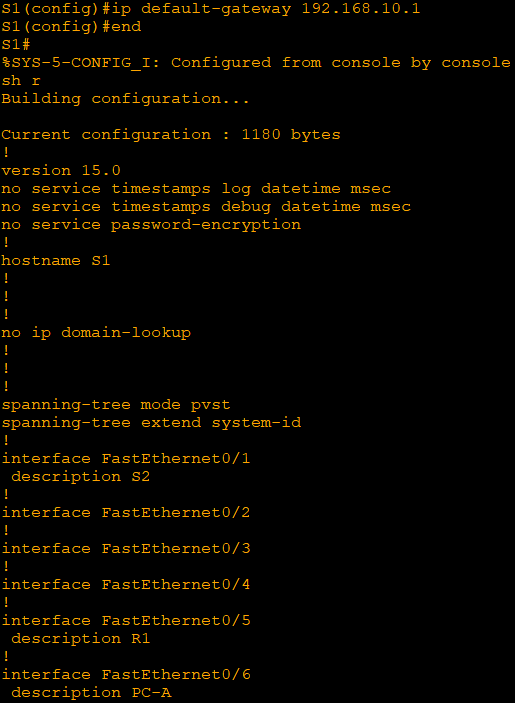 S1(config)#ip default-gateway 192.168.10.1
S1(config)#end
S1#
%SYS-5-CONFIG_I: Configured from console by console
sh r
Building configuration...
Current configuration : 1180 bytes
!
version 15.0
no service timestamps log datetime msec
no service timestamps debug datetime msec
no service password-encryption
!
hostname S1
!
!
!
no ip domain-lookup
!
!
!
spanning-tree mode pvst
spanning-tree extend system-id
!
interface FastEthernet0/1
 description S2
!
interface FastEthernet0/2
!
interface FastEthernet0/3
!
interface FastEthernet0/4
!
interface FastEthernet0/5
 description R1
!
interface FastEthernet0/6
 description PC-A